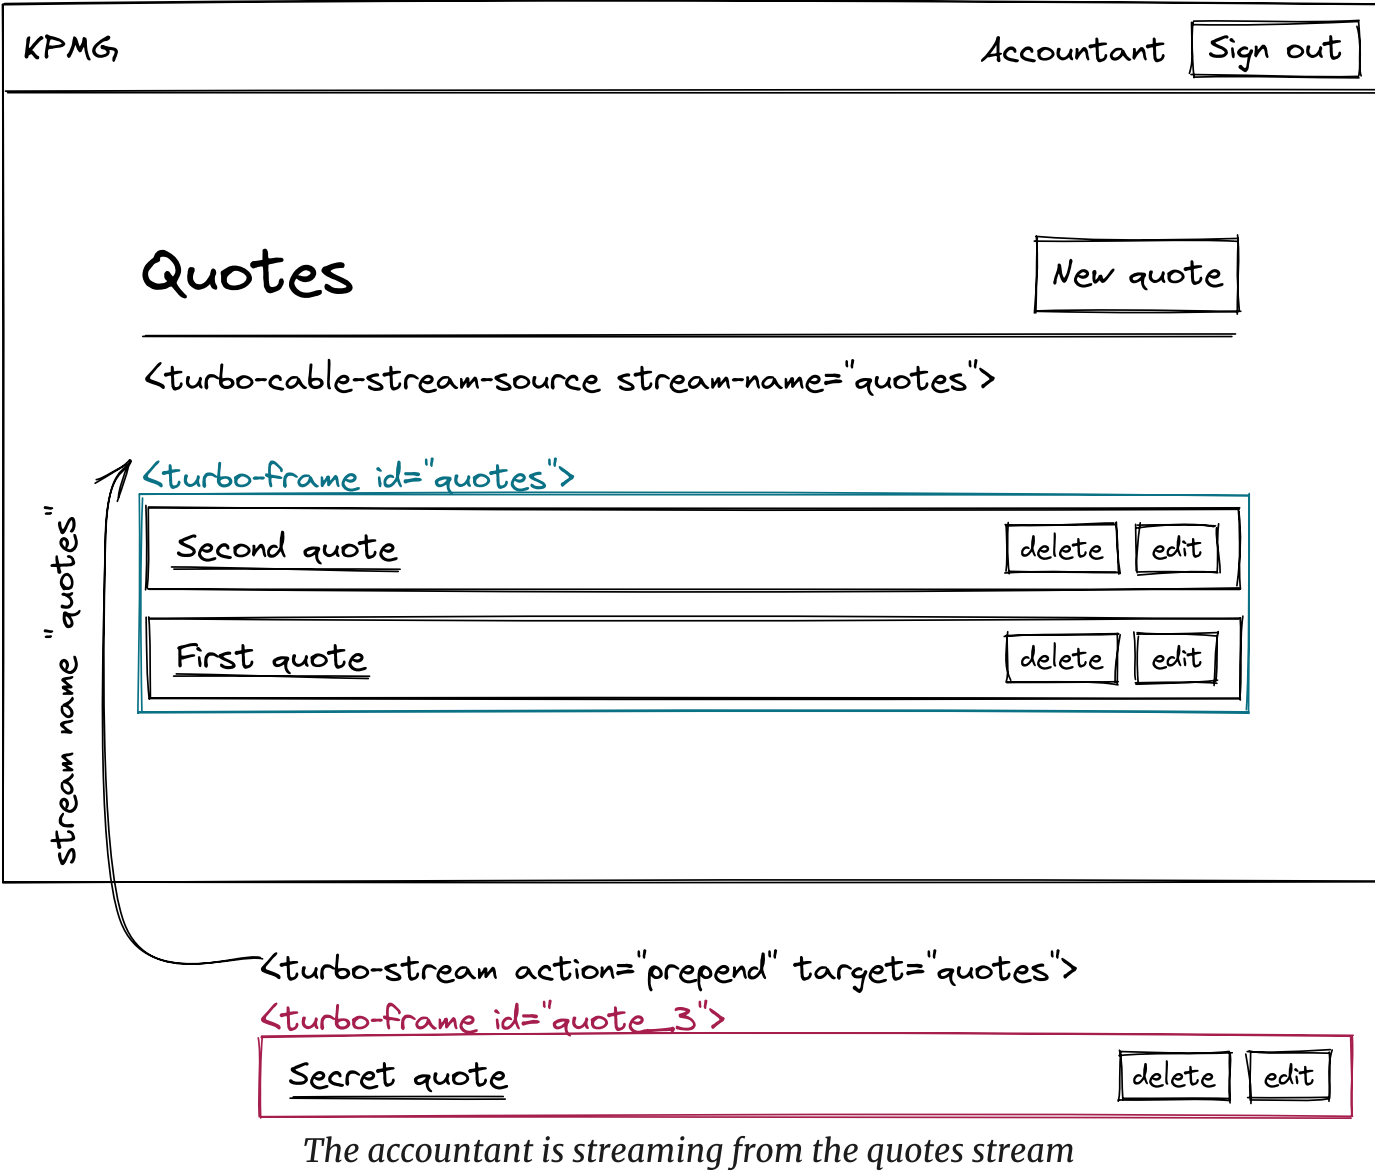 KPMG
Accountant
Sign out
Quotes
New quote
<turbo-cable-stream-source stream-name="quotes">
<turbo-frame id="quotes">
Second quote
delete
edit
First quote
delete
edit
stream name "quotes"
<turbo-stream action="prepend" target="quotes">
<turbo-frame id="quote_3">
Secret quote
delete
edit
The accountant is streaming from the quotes stream